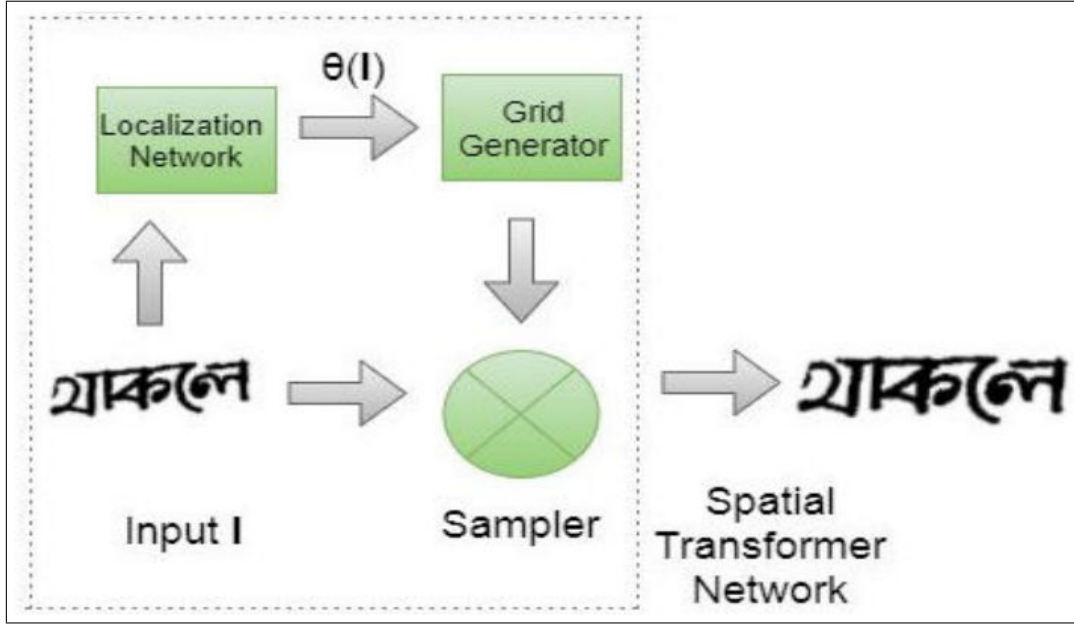 θ(I)
Localization
Network
Grid
Generator
থাকলে
থাকলে
Input I
Sampler
Spatial
Transformer
Network